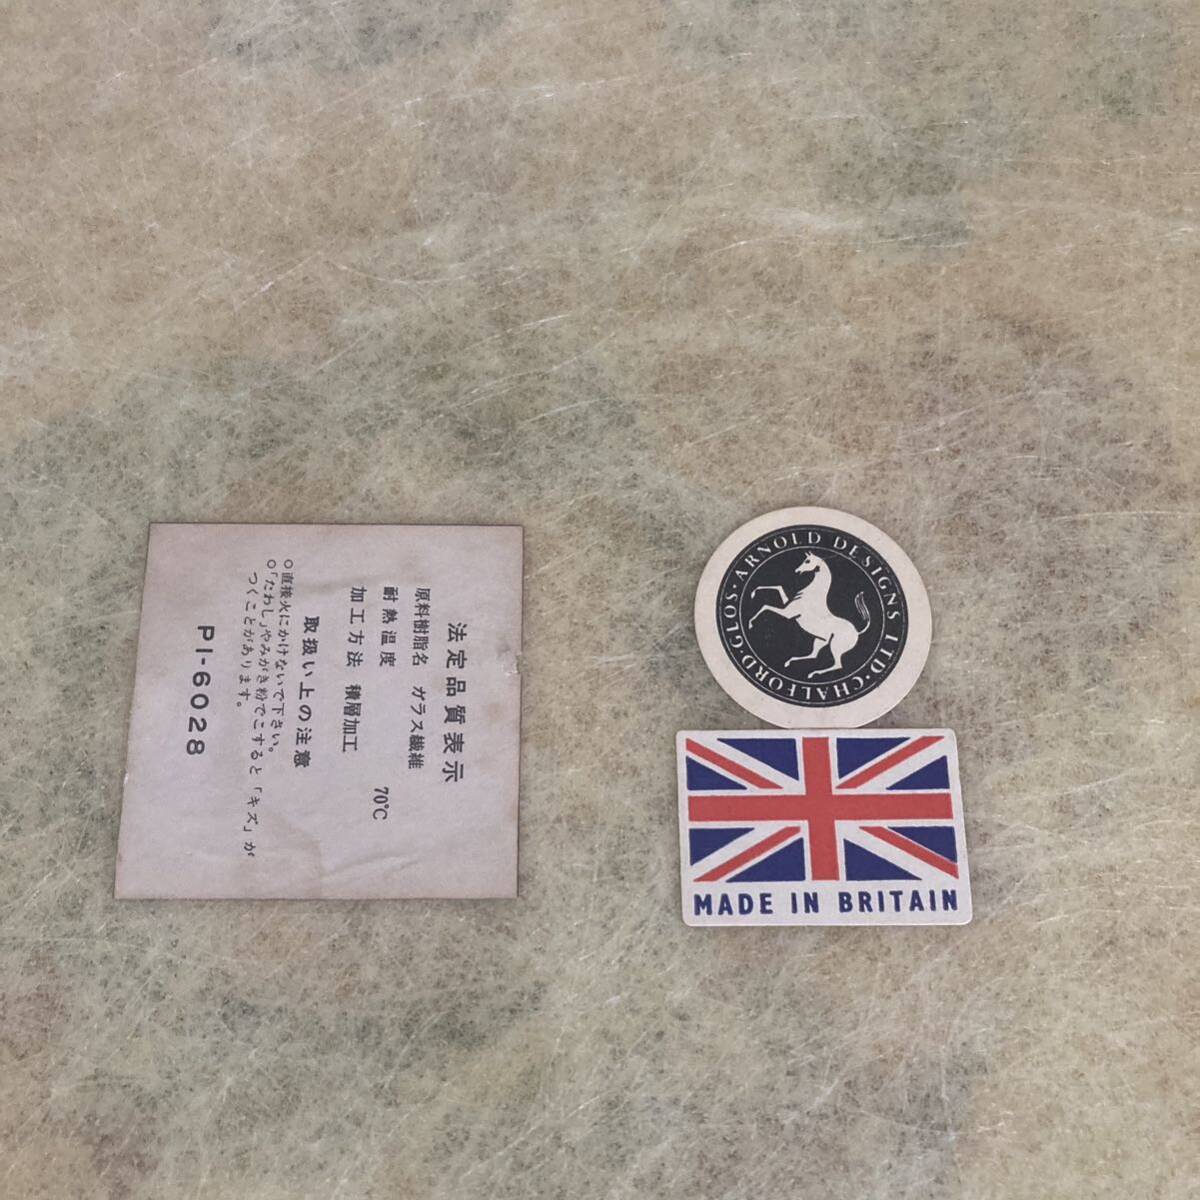 法定品質表示
原料樹脂名 ガラス繊維
耐熱温度 70℃
加工方法 積層加工
取扱い上の注意
○直接火にかけないで下さい。
○「たわし」やみがき粉でこすると「キズ」が
つくことがあります。
PI-6028
ARNOLD DESIGNS LTD·CHALFORD·GLOS·
MADE IN BRITAIN